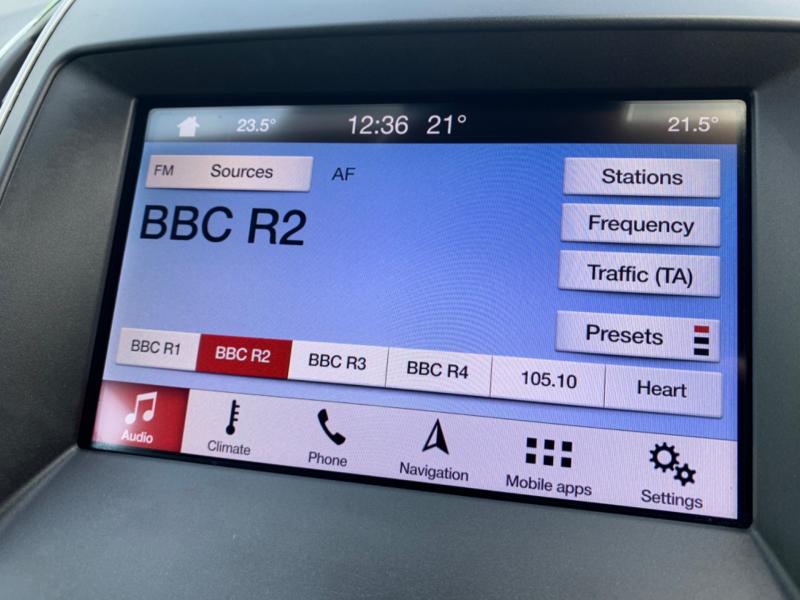 23.5° 12:36 21° 21.5°
FM Sources AF
Stations
BBC R2
Frequency
Traffic (TA)
Presets
BBC R1 BBC R2 BBC R3 BBC R4 105.10 Heart
Audio Climate Phone Navigation Mobile apps Settings